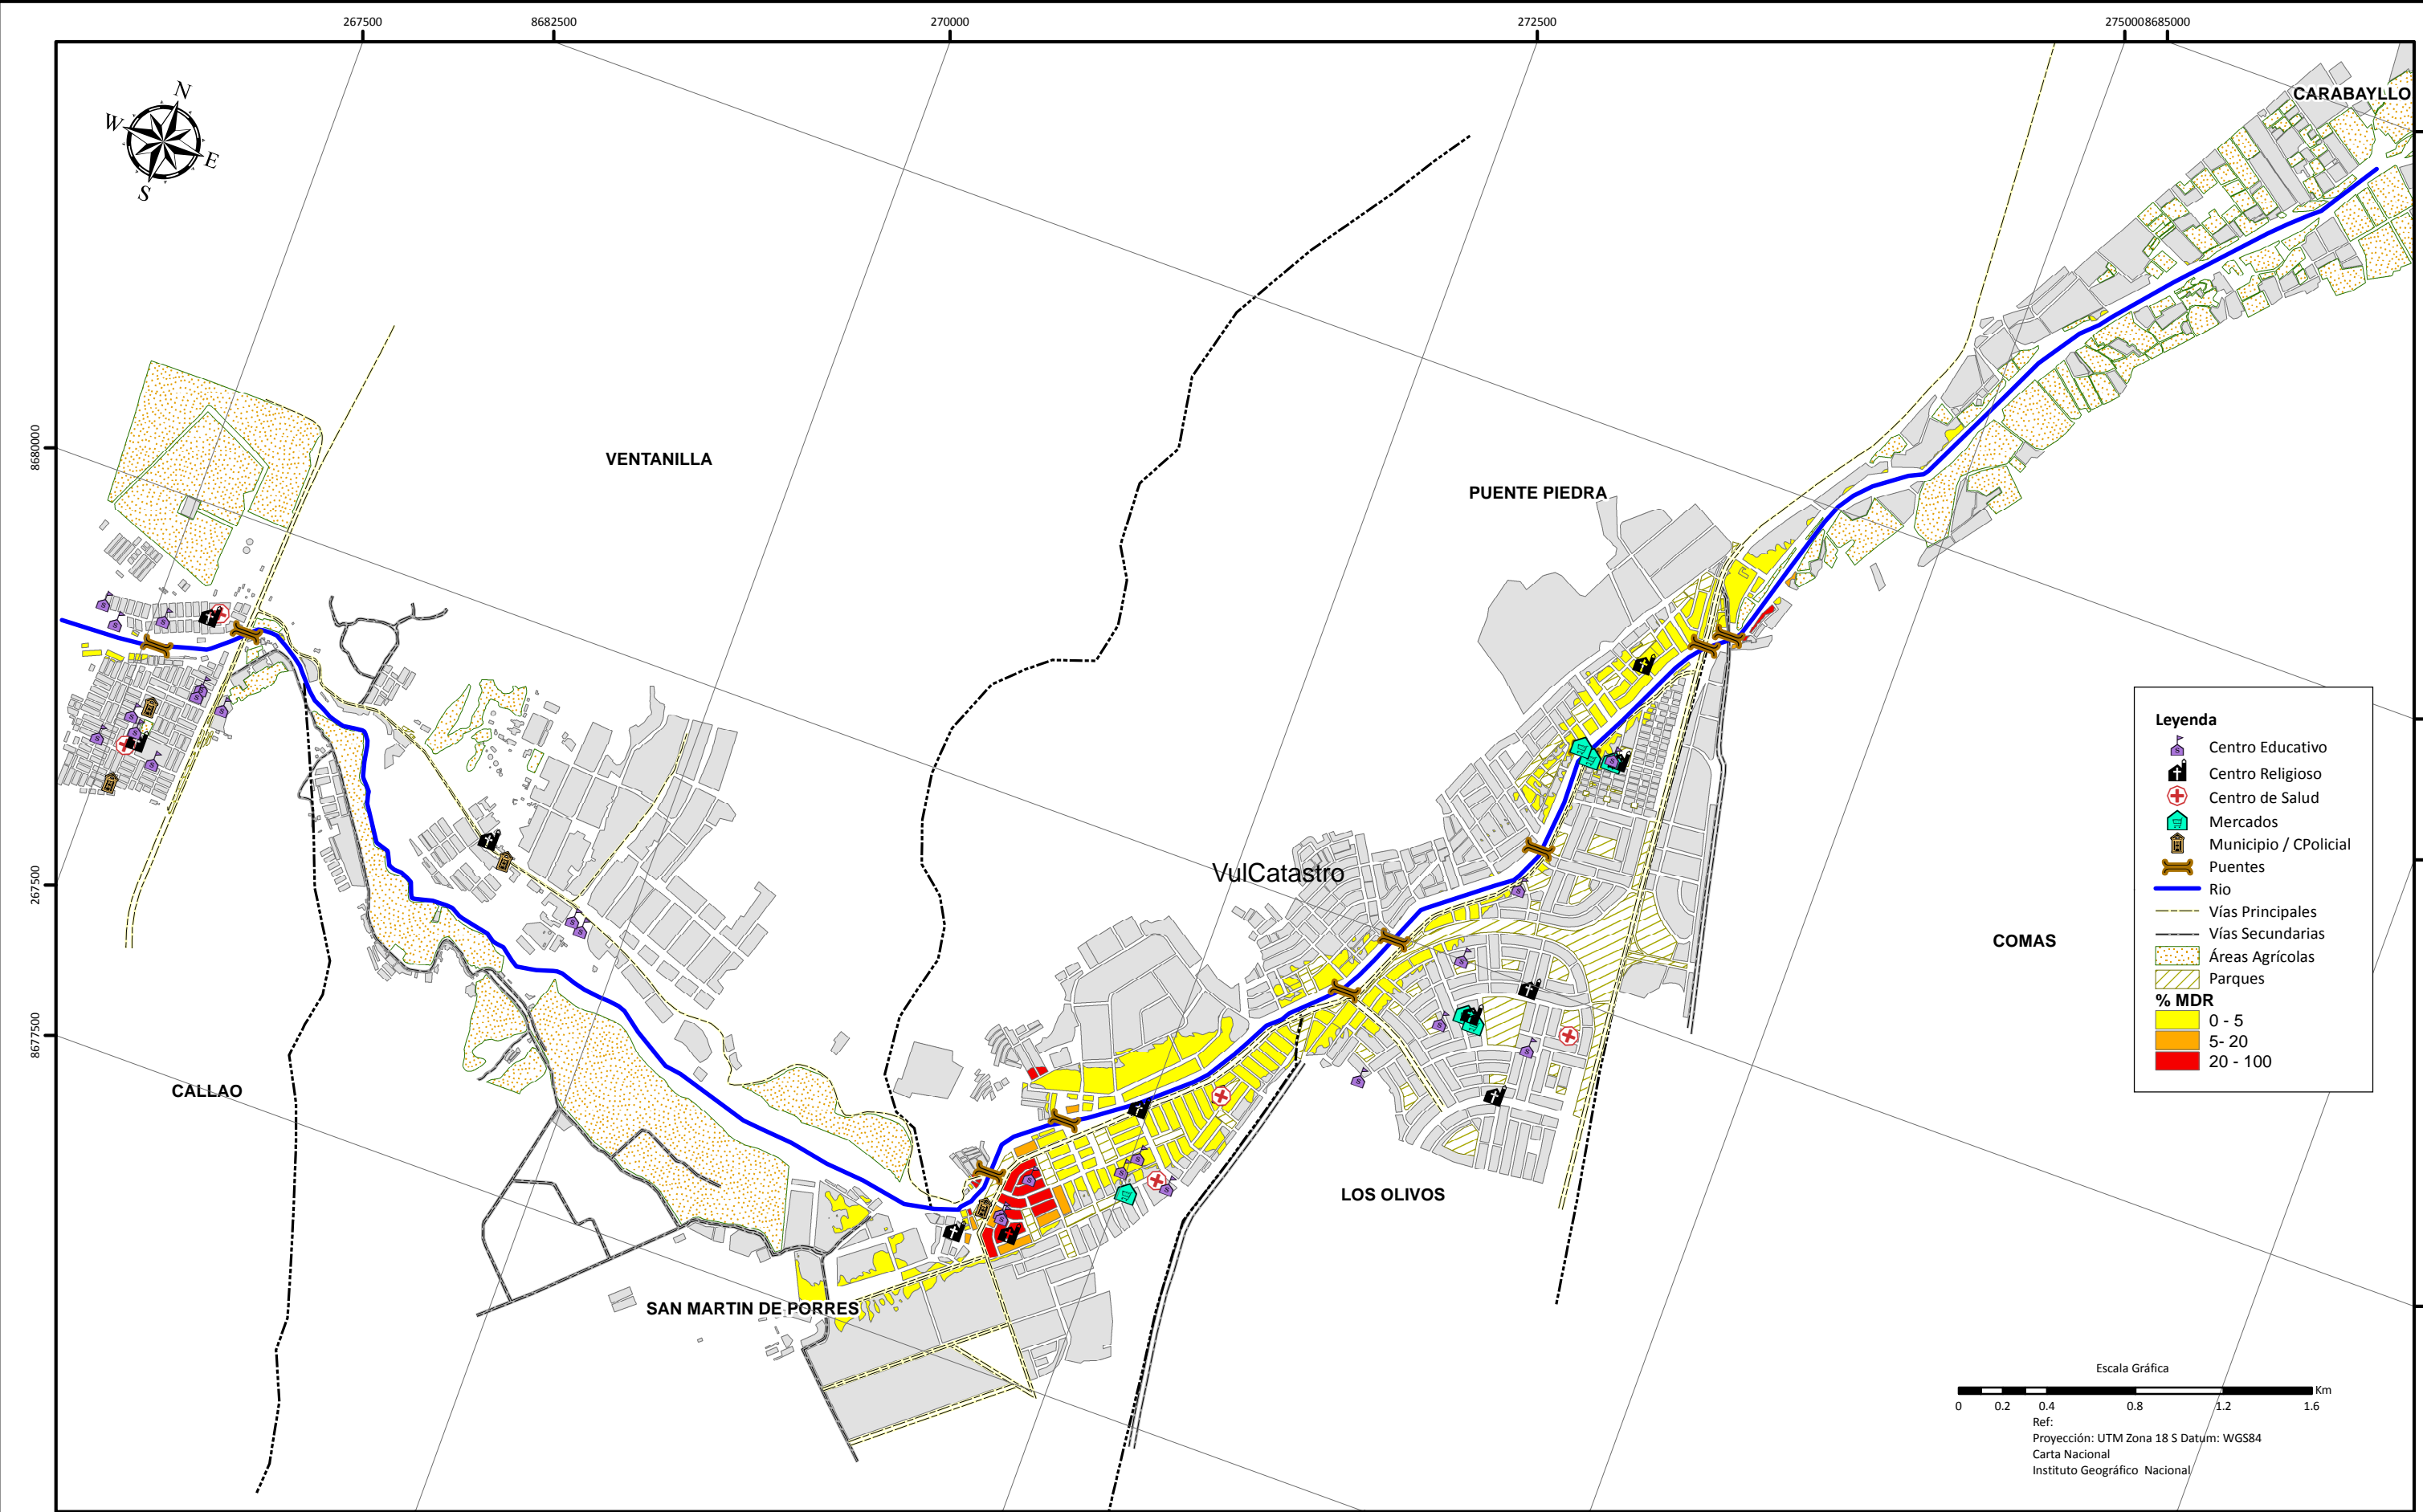 267500
8682500
270000
272500
275000
8685000
N
W
E
S
CARABAYLLO
8680000
VENTANILLA
PUENTE PIEDRA
VulCatastro
267500
COMAS
8677500
CALLAO
LOS OLIVOS
SAN MARTIN DE PORRES
Leyenda
Centro Educativo
Centro Religioso
Centro de Salud
Mercados
Municipio / CPolicial
Puentes
Rio
Vías Principales
Vías Secundarias
Áreas Agrícolas
Parques
% MDR
0 - 5
5- 20
20 - 100
Escala Gráfica
Km
0 0.2 0.4 0.8 1.2 1.6
Ref:
Proyección: UTM Zona 18 S Datum: WGS84
Carta Nacional
Instituto Geográfico Nacional